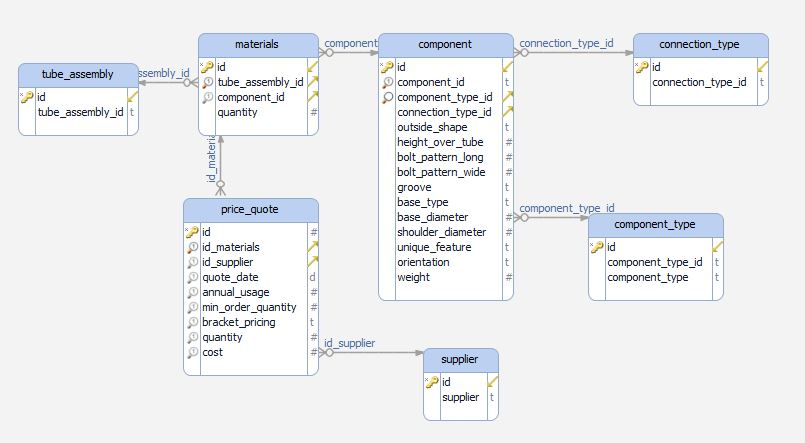 tube_assembly
id
tube_assembly_id t
ssembly_id
materials
id
tube_assembly_id
component_id
quantity #
component
component
id
component_id t
component_type_id
connection_type_id
outside_shape t
height_over_tube #
bolt_pattern_long #
bolt_pattern_wide #
groove t
base_type t
base_diameter #
shoulder_diameter #
unique_feature t
orientation t
weight #
connection_type_id
connection_type
id
connection_type_id t
component_type_id
component_type
id
component_type_id t
component_type t
id_materia
price_quote
id #
id_materials
id_supplier
quote_date d
annual_usage #
min_order_quantity #
bracket_pricing t
quantity #
cost #
id_supplier
supplier
id
supplier t